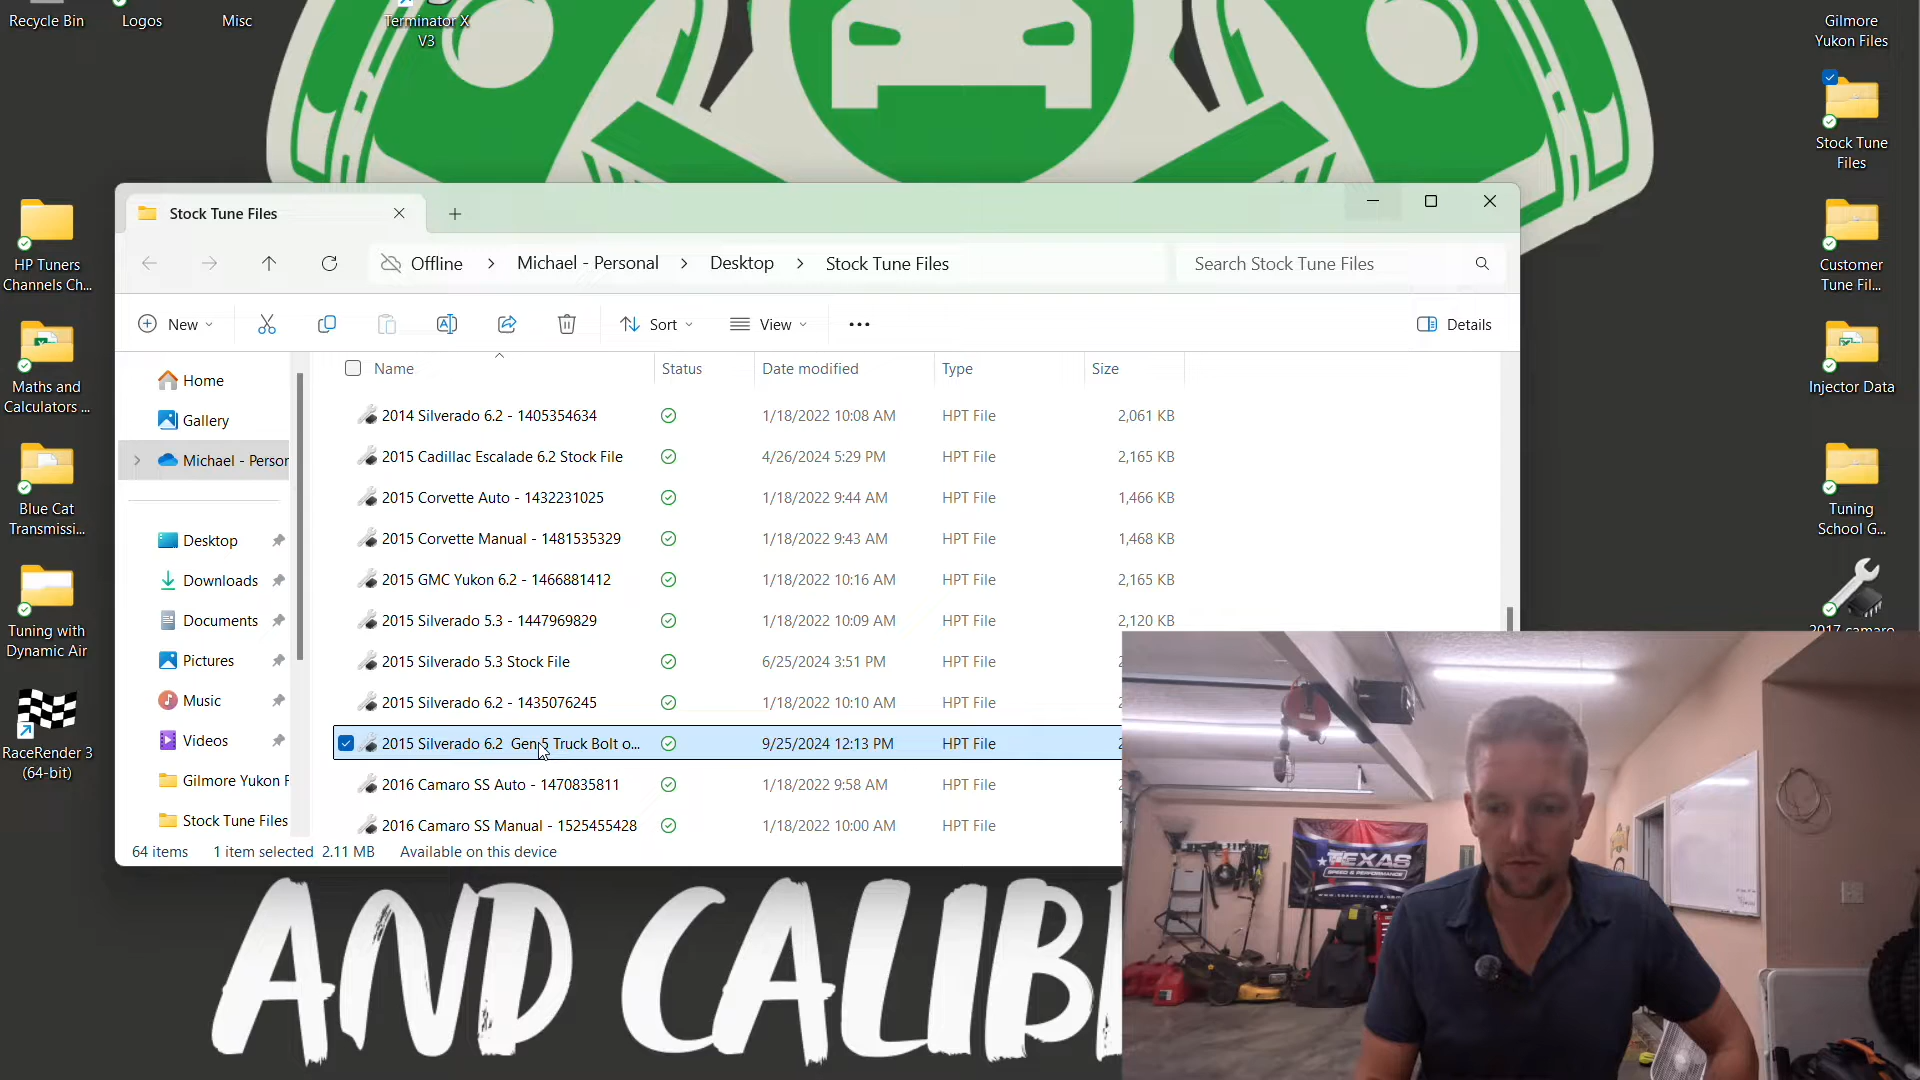 Recycle Bin
Logos
Misc
Terminator X
V3
Gilmore
Yukon Files
Stock Tune
Files
Stock Tune Files
HP Tuners
Channels Ch...
Customer
Tune Fil...
Offline > Michael - Personal > Desktop > Stock Tune Files
Search Stock Tune Files
New
Sort
View
Details
Name
Status
Date modified
Type
Size
Home
Gallery
Michael - Person
Desktop
Downloads
Documents
Pictures
Music
Videos
Gilmore Yukon F
Stock Tune Files
2014 Silverado 6.2 - 1405354634 1/18/2022 10:08 AM HPT File 2,061 KB
2015 Cadillac Escalade 6.2 Stock File 4/26/2024 5:29 PM HPT File 2,165 KB
2015 Corvette Auto - 1432231025 1/18/2022 9:44 AM HPT File 1,466 KB
2015 Corvette Manual - 1481535329 1/18/2022 9:43 AM HPT File 1,468 KB
2015 GMC Yukon 6.2 - 1466881412 1/18/2022 10:16 AM HPT File 2,165 KB
2015 Silverado 5.3 - 1447969829 1/18/2022 10:09 AM HPT File 2,120 KB
2015 Silverado 5.3 Stock File 6/25/2024 3:51 PM HPT File
2015 Silverado 6.2 - 1435076245 1/18/2022 10:10 AM HPT File
2015 Silverado 6.2 Gen 5 Truck Bolt o... 9/25/2024 12:13 PM HPT File
2016 Camaro SS Auto - 1470835811 1/18/2022 9:58 AM HPT File
2016 Camaro SS Manual - 1525455428 1/18/2022 10:00 AM HPT File
64 items 1 item selected 2.11 MB Available on this device
Maths and
Calculators ...
Blue Cat
Transmissi...
Tuning with
Dynamic Air
RaceRender 3
(64-bit)
Injector Data
Tuning
School G...
2017 camaro
TEXAS
SPEED & PERFORMANCE
AND CALIB